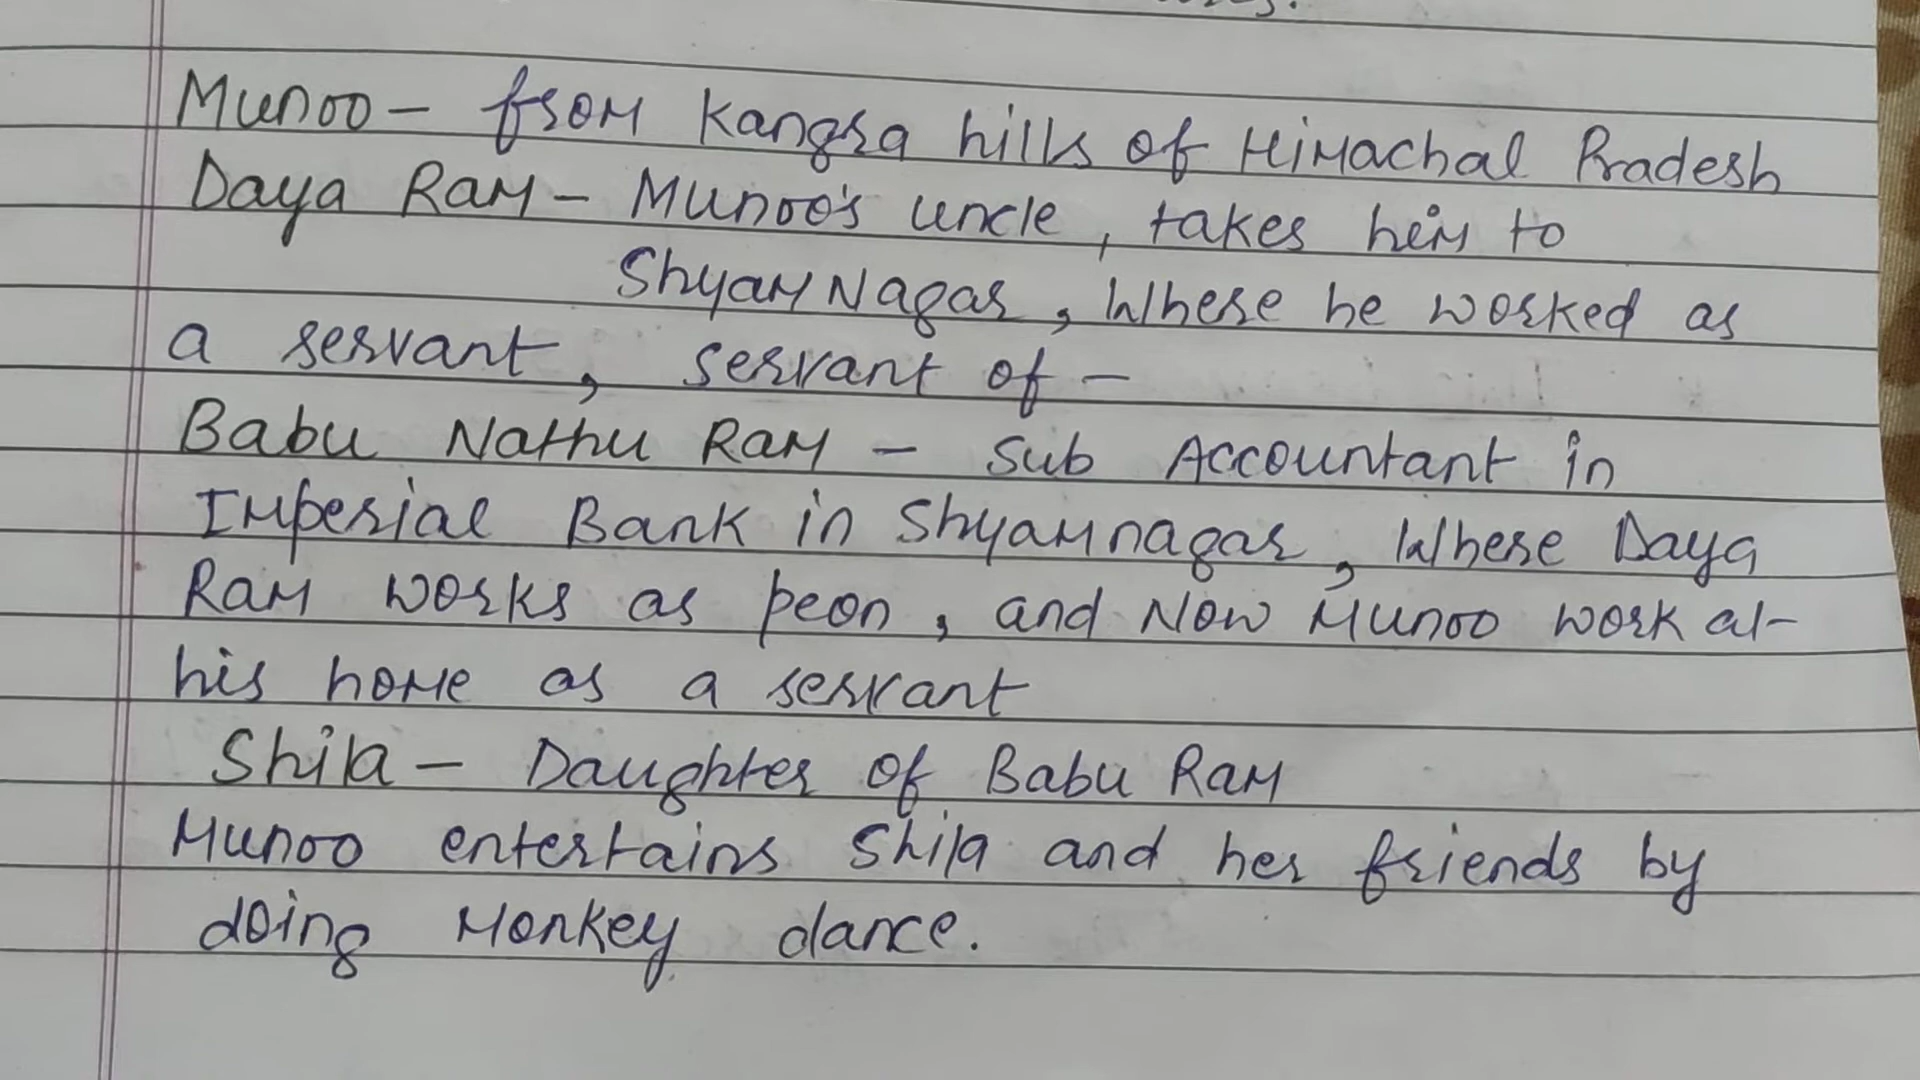 Munoo - from Kangra hills of Himachal Pradesh
Daya Ram - Munoo's uncle, takes him to
Shyam Nagar, Where he worked as
a servant, servant of -
Babu Nathu Ram - Sub Accountant in
Imperial Bank in Shyamnagar, Where Daya
Ram works as peon, and Now Munoo work at
his home as a servant
Shila - Daughter of Babu Ram
Munoo entertains Shila and her friends by
doing Monkey dance.